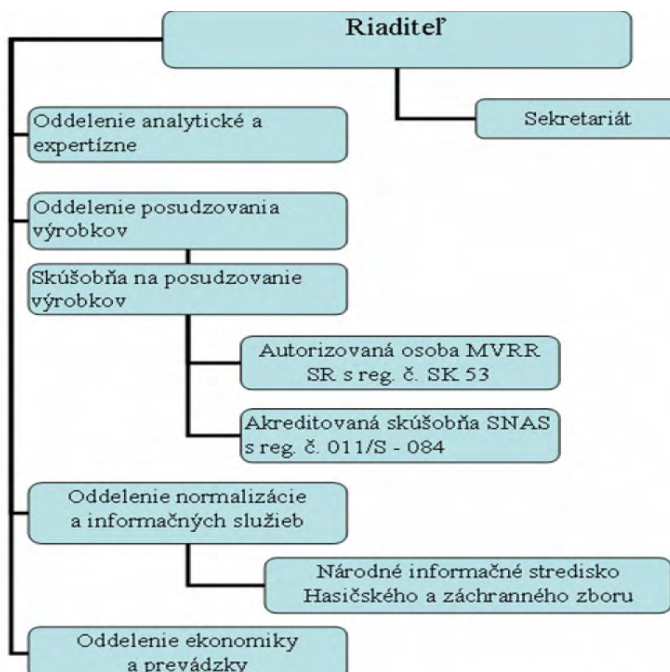 Riaditeľ
Sekretariát
Oddelenie analytické a
expertízne
Oddelenie posudzovania
výrobkov
Skúšobňa na posudzovanie
výrobkov
Autorizovaná osoba MVRR
SR s reg. č. SK 53
Akreditovaná skúšobňa SNAS
s reg. č. 011/S - 084
Oddelenie normalizácie
a informačných služieb
Národné informačné stredisko
Hasičského a záchranného zboru
Oddelenie ekonomiky
a prevádzky